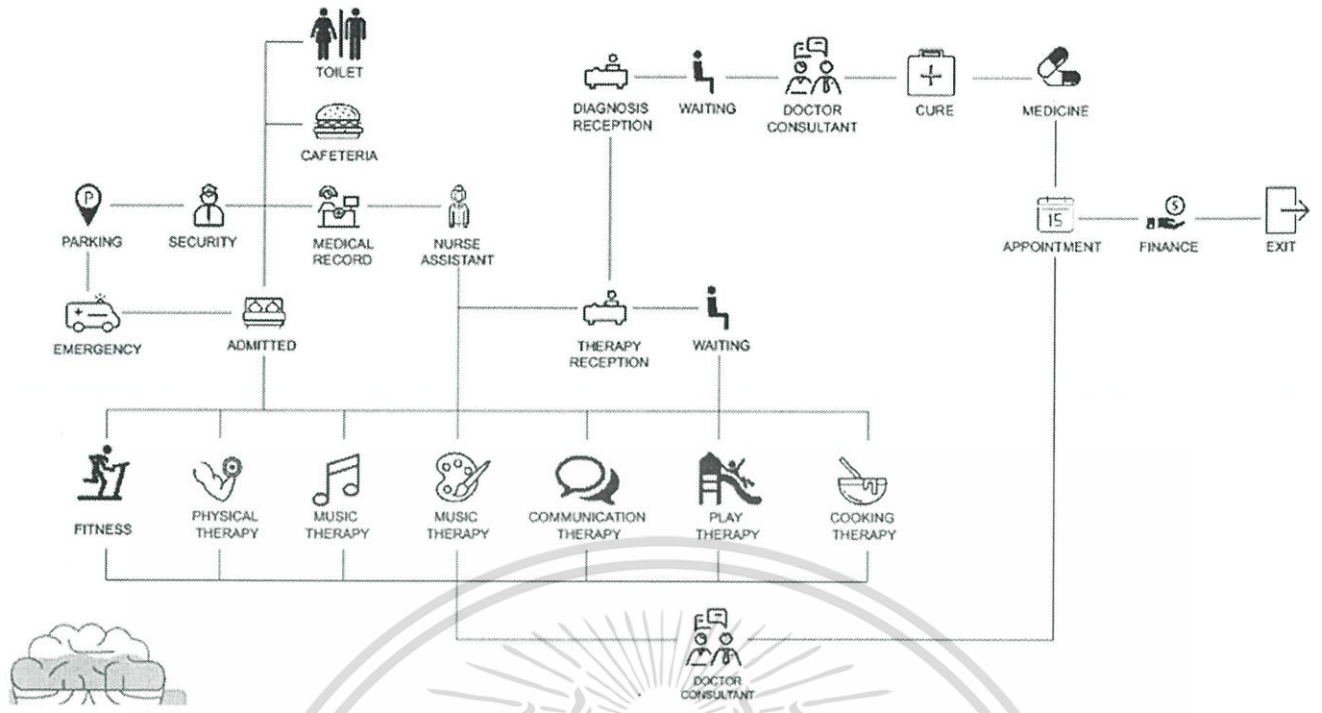 TOILET
CAFETERIA
DIAGNOSIS
RECEPTION
WAITING
DOCTOR
CONSULTANT
CURE
MEDICINE
P
PARKING
SECURITY
MEDICAL
RECORD
NURSE
ASSISTANT
15
APPOINTMENT
$
FINANCE
EXIT
EMERGENCY
ADMITTED
THERAPY
RECEPTION
WAITING
FITNESS
PHYSICAL
THERAPY
MUSIC
THERAPY
MUSIC
THERAPY
COMMUNICATION
THERAPY
PLAY
THERAPY
COOKING
THERAPY
DOCTOR
CONSULTANT